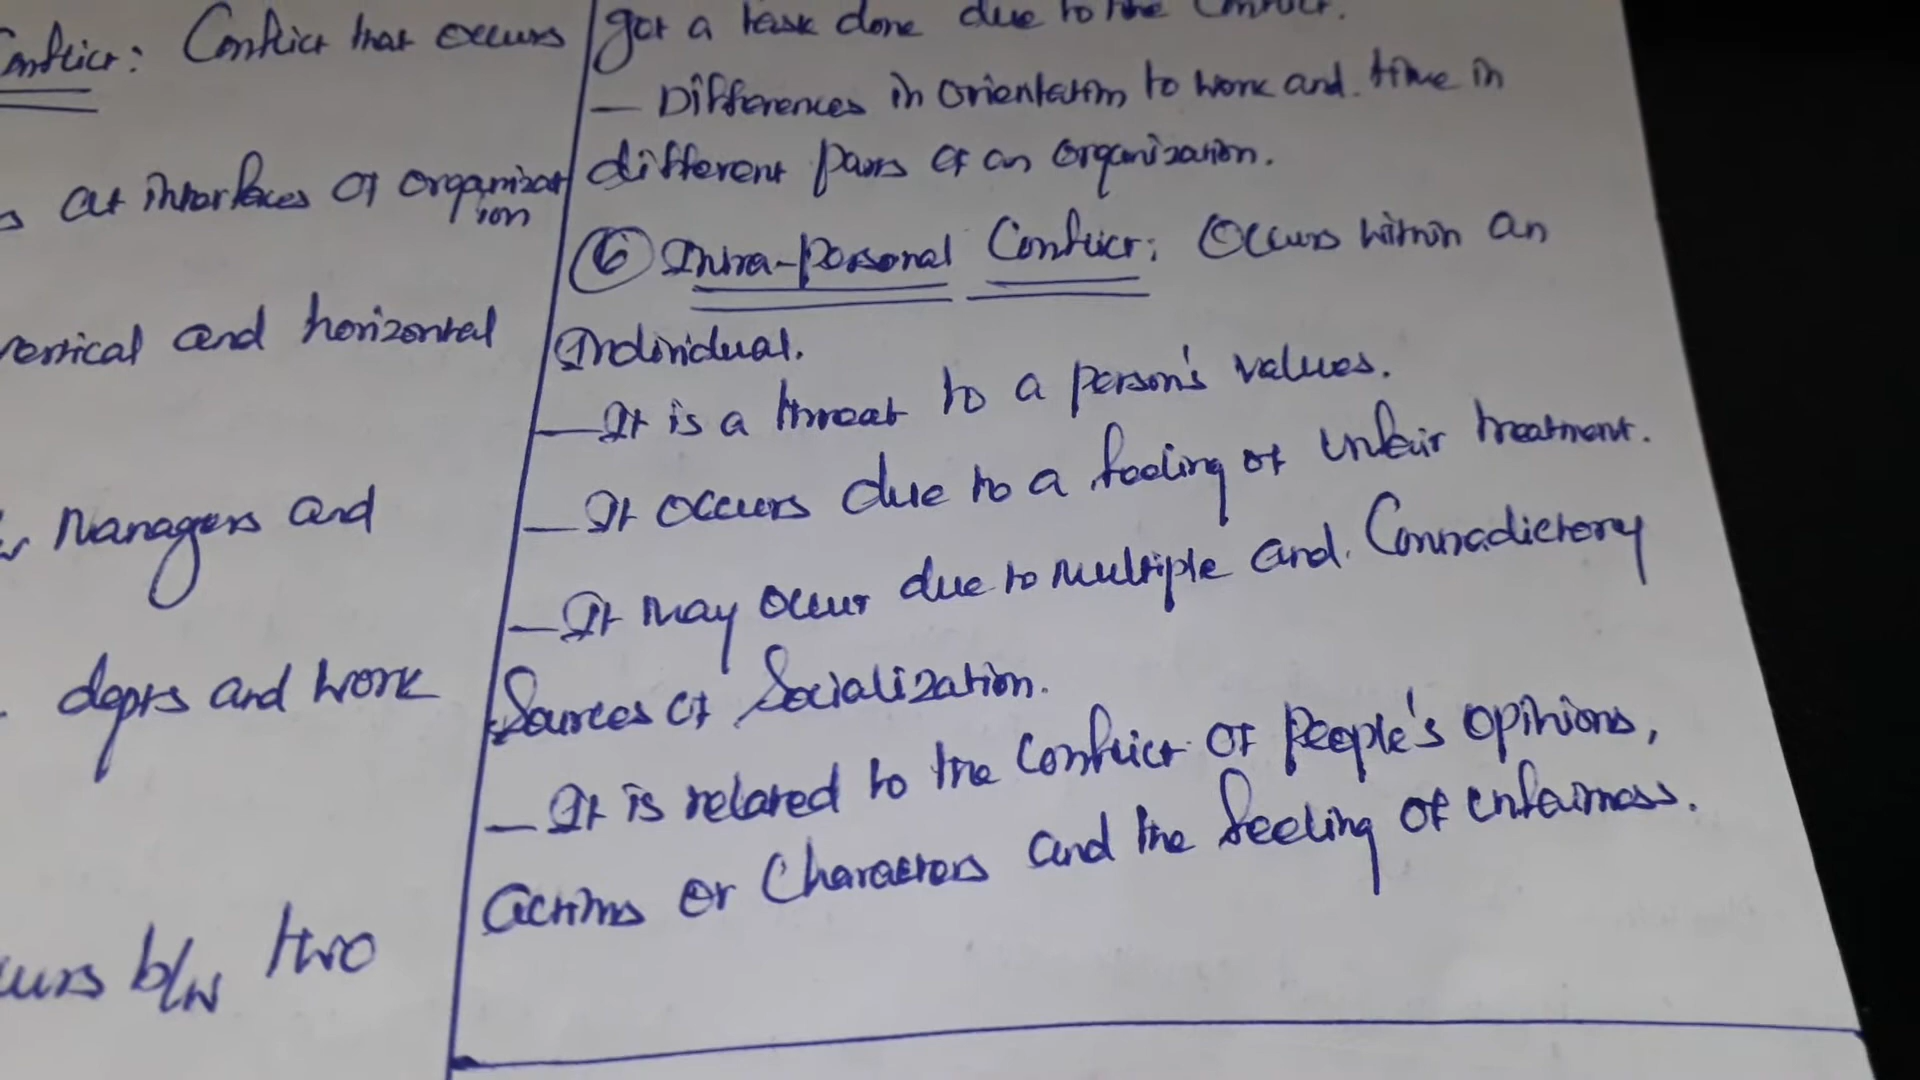 Conflict: Conflict that occurs
at interfaces of organizat
ion
vertical and horizontal
Managers and
depts and work
b/w two
got a task done due to the Conflict.
— Differences in orientation to work and time in
different parts of an organization.
⑥ Intra-Personal Conflict: Occurs within an
Individual.
— It is a threat to a person's values.
— It occurs due to a feeling of unfair treatment.
— It may occur due to multiple and Contradictory
Sources of Socialization.
— It is related to the Conflict of people's opinions,
actions or Characters and the feeling of unfairness.